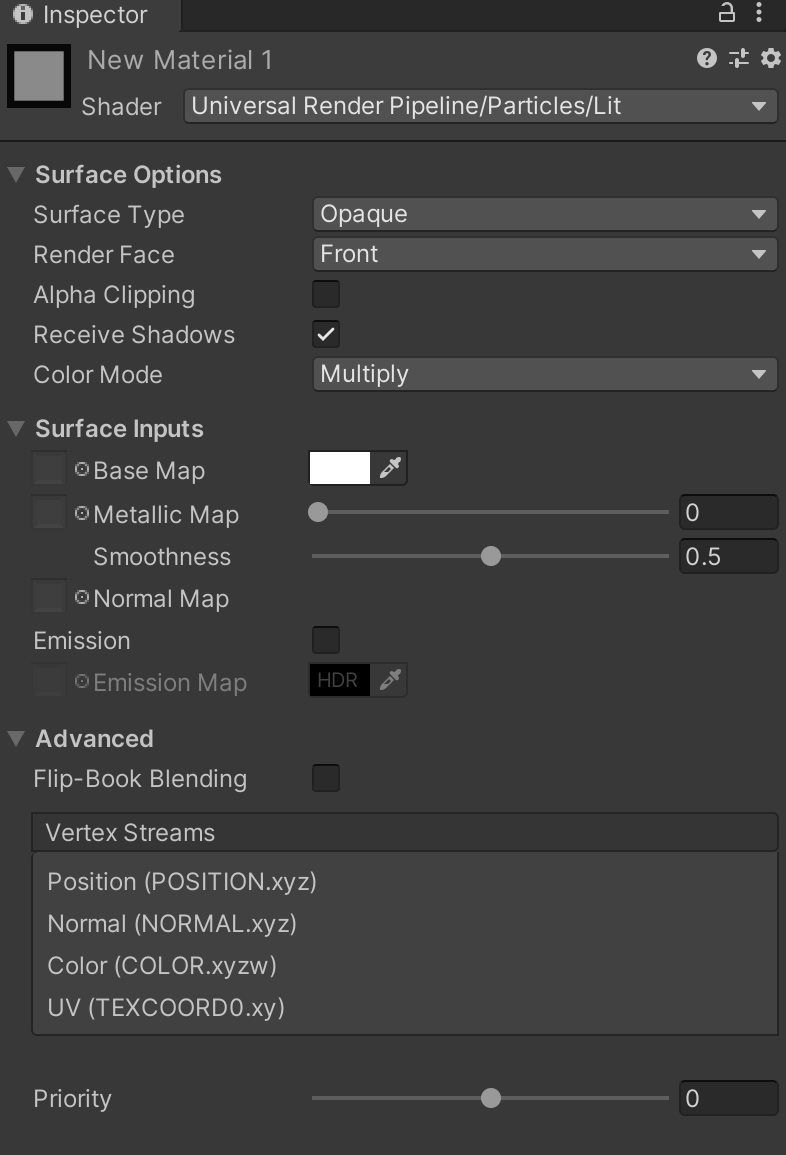 Inspector
New Material 1
Shader Universal Render Pipeline/Particles/Lit
Surface Options
Surface Type Opaque
Render Face Front
Alpha Clipping
Receive Shadows
Color Mode Multiply
Surface Inputs
Base Map
Metallic Map 0
Smoothness 0.5
Normal Map
Emission
Emission Map HDR
Advanced
Flip-Book Blending
Vertex Streams
Position (POSITION.xyz)
Normal (NORMAL.xyz)
Color (COLOR.xyzw)
UV (TEXCOORD0.xy)
Priority 0